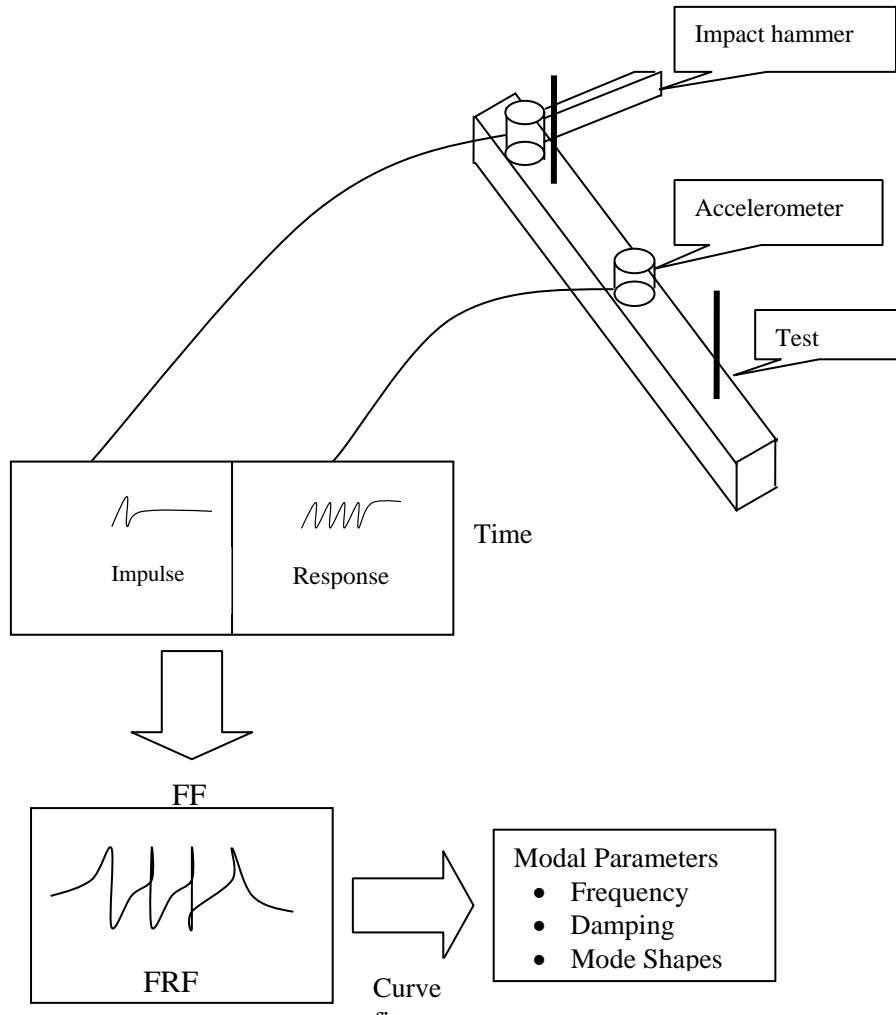 Impact hammer
Accelerometer
Test
Time
Impulse
Response
FF
FRF
Curve
Modal Parameters
• Frequency
• Damping
• Mode Shapes